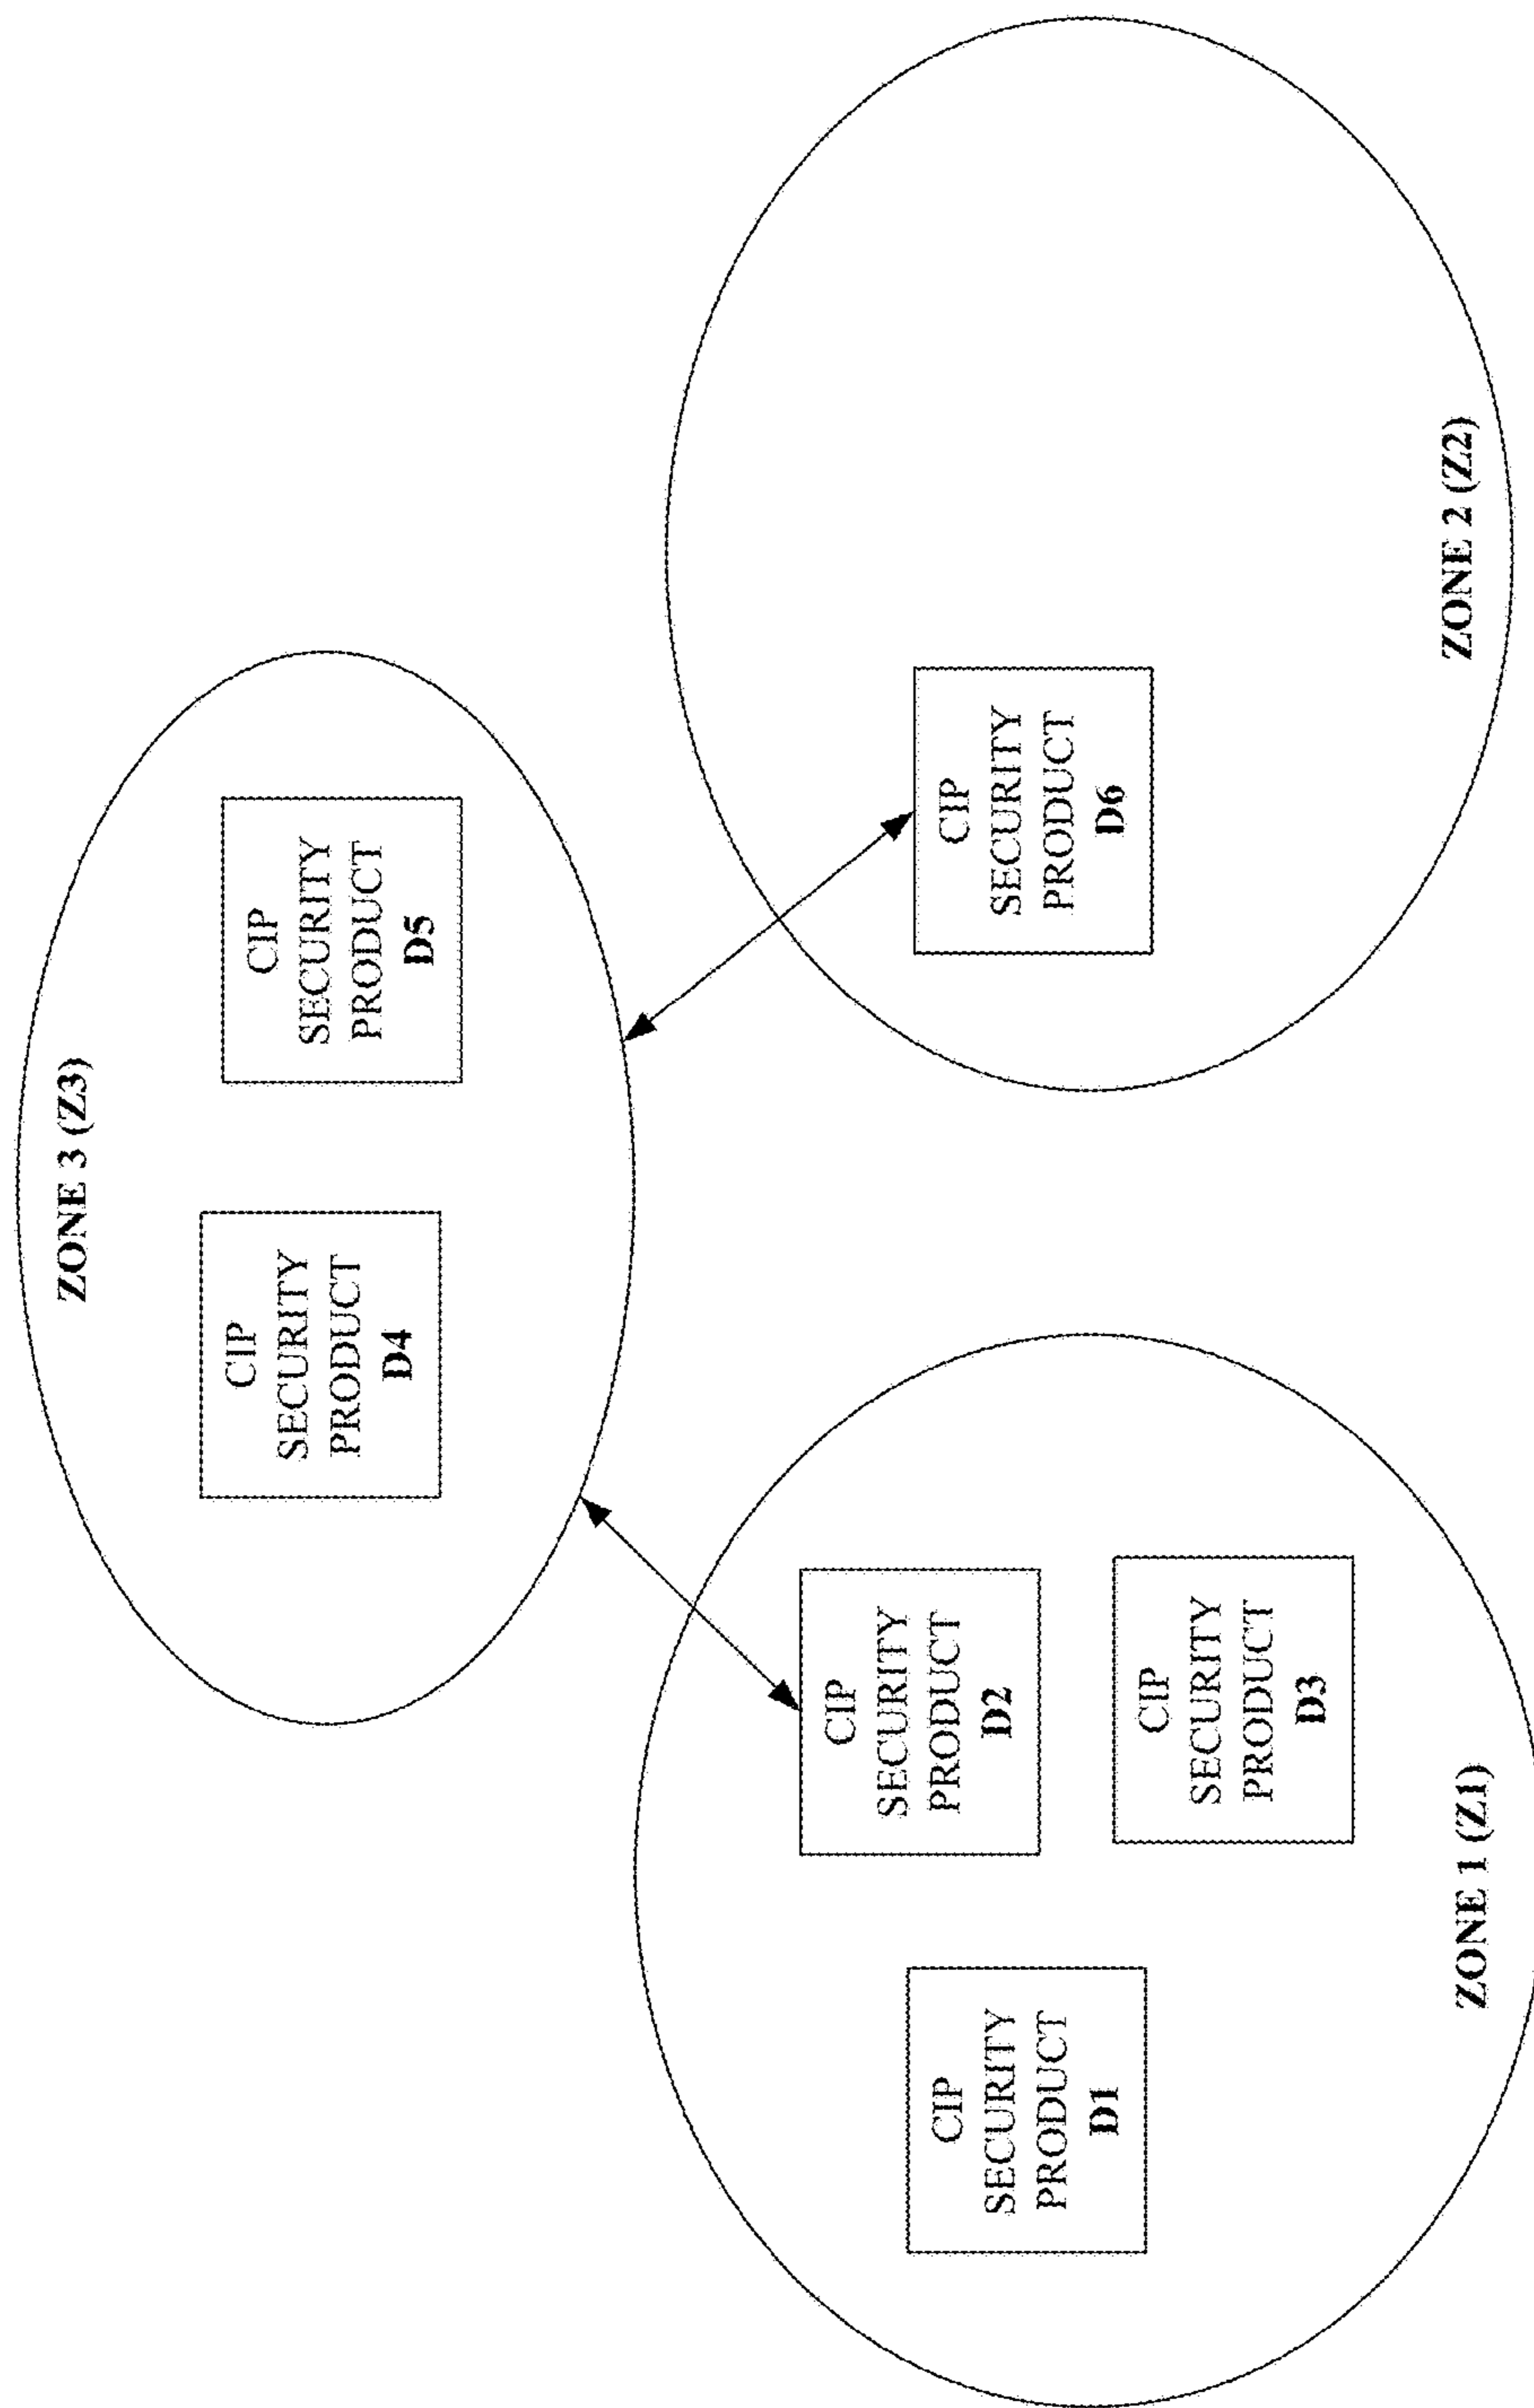 ZONE 3 (Z3)
CIP
SECURITY
PRODUCT
D4
CIP
SECURITY
PRODUCT
D5
CIP
SECURITY
PRODUCT
D1
CIP
SECURITY
PRODUCT
D2
CIP
SECURITY
PRODUCT
D3
ZONE 1 (Z1)
CIP
SECURITY
PRODUCT
D6
ZONE 2 (Z2)